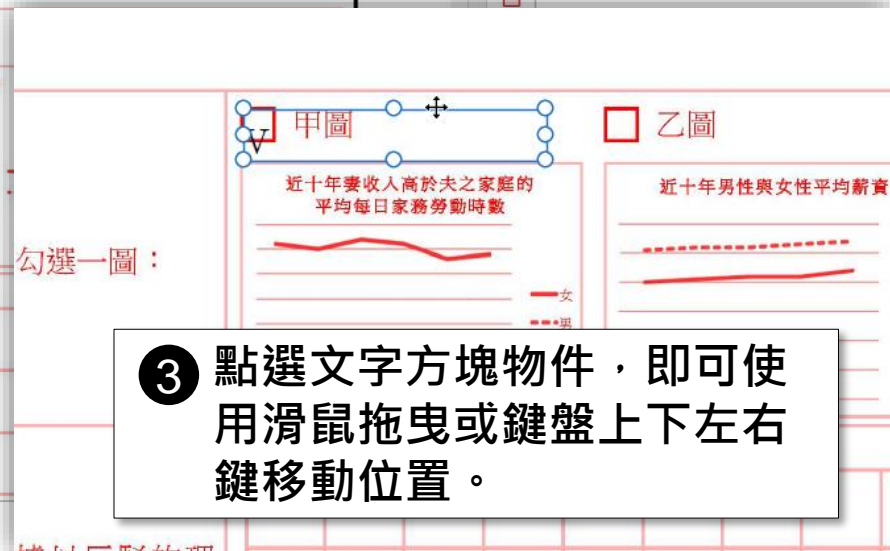 甲圖
乙圖
V
近十年妻收入高於夫之家庭的
平均每日家務勞動時數
近十年男性與女性平均薪資
勾選一圖：
女
男
3 點選文字方塊物件，即可使
用滑鼠拖曳或鍵盤上下左右
鍵移動位置。